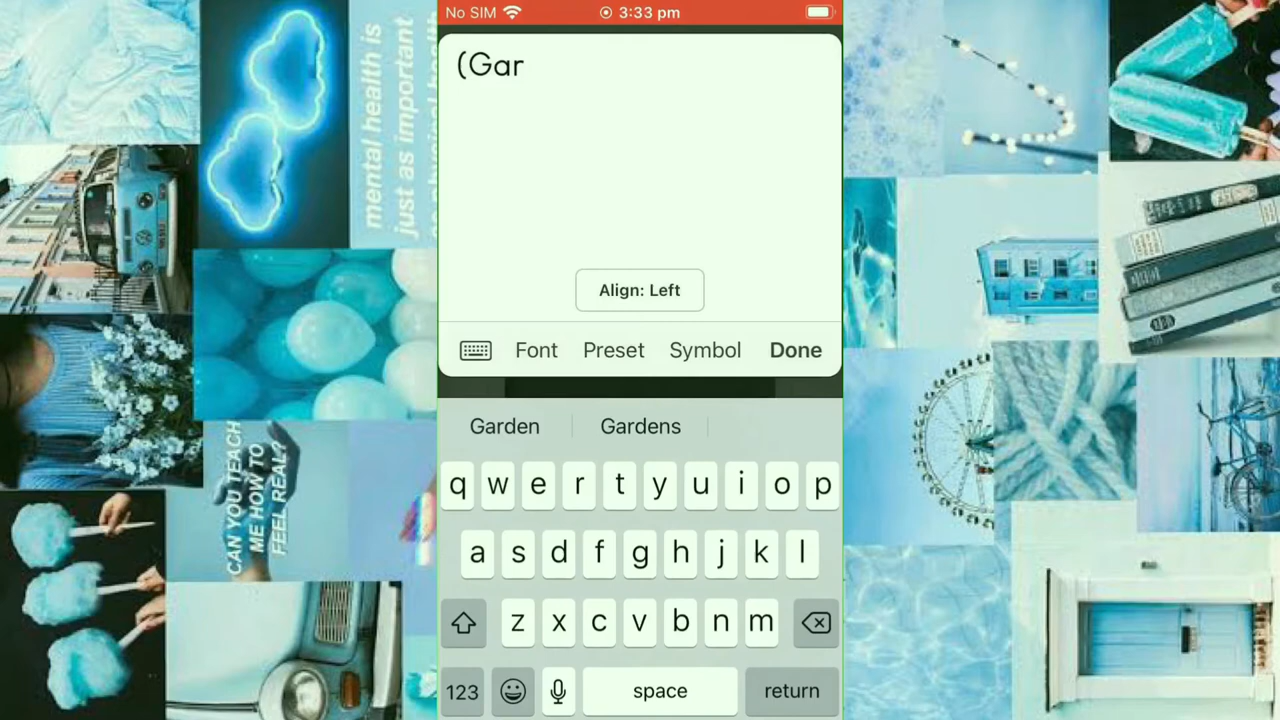 No SIM 3:33 pm
(Gar
Align: Left
Font Preset Symbol Done
Garden Gardens
q w e r t y u i o p
a s d f g h j k l
z x c v b n m
123 space return
mental health is
just as important
CAN YOU TEACH
ME HOW TO
FEEL REAL?